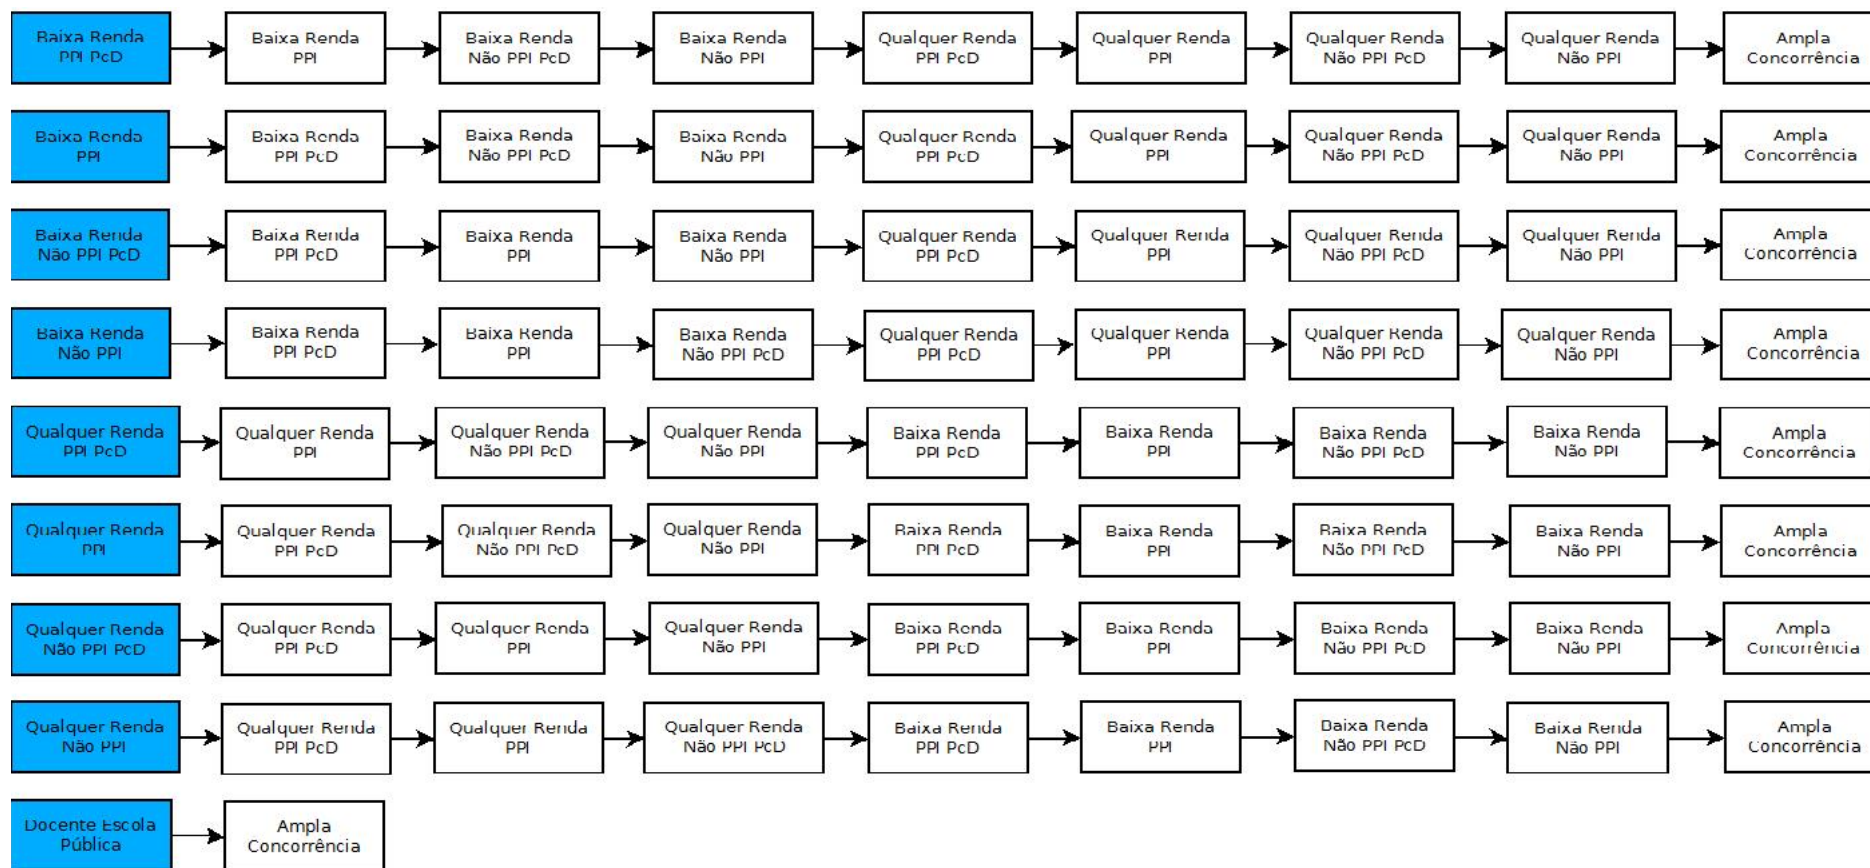 Baixa Renda
PPI PcD
Baixa Renda
PPI
Baixa Renda
Não PPI PcD
Baixa Renda
Não PPI
Qualquer Renda
PPI PcD
Qualquer Renda
PPI
Qualquer Renda
Não PPI PcD
Qualquer Renda
Não PPI
Ampla
Concorrência
Baixa Renda
PPI
Baixa Renda
PPI PcD
Baixa Renda
Não PPI PcD
Baixa Renda
Não PPI
Qualquer Renda
PPI PcD
Qualquer Renda
PPI
Qualquer Renda
Não PPI PcD
Qualquer Renda
Não PPI
Ampla
Concorrência
Baixa Renda
Não PPI PcD
Baixa Renda
PPI PcD
Baixa Renda
PPI
Baixa Renda
Não PPI
Qualquer Renda
PPI PcD
Qualquer Renda
PPI
Qualquer Renda
Não PPI PcD
Qualquer Renda
Não PPI
Ampla
Concorrência
Baixa Renda
Não PPI
Baixa Renda
PPI PcD
Baixa Renda
PPI
Baixa Renda
Não PPI PcD
Qualquer Renda
PPI PcD
Qualquer Renda
PPI
Qualquer Renda
Não PPI PcD
Qualquer Renda
Não PPI
Ampla
Concorrência
Qualquer Renda
PPI PcD
Qualquer Renda
PPI
Qualquer Renda
Não PPI PcD
Qualquer Renda
Não PPI
Baixa Renda
PPI PcD
Baixa Renda
PPI
Baixa Renda
Não PPI PcD
Baixa Renda
Não PPI
Ampla
Concorrência
Qualquer Renda
PPI
Qualquer Renda
PPI PcD
Qualquer Renda
Não PPI PcD
Qualquer Renda
Não PPI
Baixa Renda
PPI PcD
Baixa Renda
PPI
Baixa Renda
Não PPI PcD
Baixa Renda
Não PPI
Ampla
Concorrência
Qualquer Renda
Não PPI PcD
Qualquer Renda
PPI PcD
Qualquer Renda
PPI
Qualquer Renda
Não PPI
Baixa Renda
PPI PcD
Baixa Renda
PPI
Baixa Renda
Não PPI PcD
Baixa Renda
Não PPI
Ampla
Concorrência
Qualquer Renda
Não PPI
Qualquer Renda
PPI PcD
Qualquer Renda
PPI
Qualquer Renda
Não PPI PcD
Baixa Renda
PPI PcD
Baixa Renda
PPI
Baixa Renda
Não PPI PcD
Baixa Renda
Não PPI
Ampla
Concorrência
Docente Escola
Pública
Ampla
Concorrência